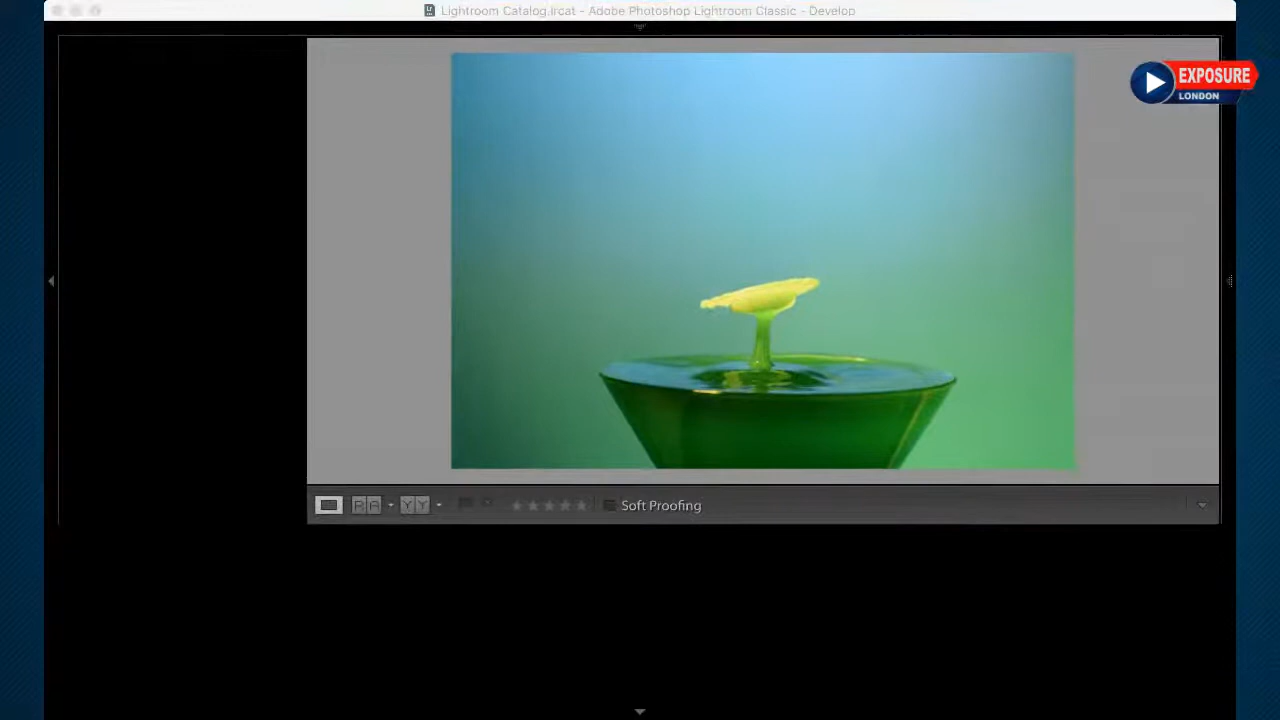 Lightroom Catalog.lrcat - Adobe Photoshop Lightroom Classic - Develop
EXPOSURE
LONDON
R A
Y Y
Soft Proofing